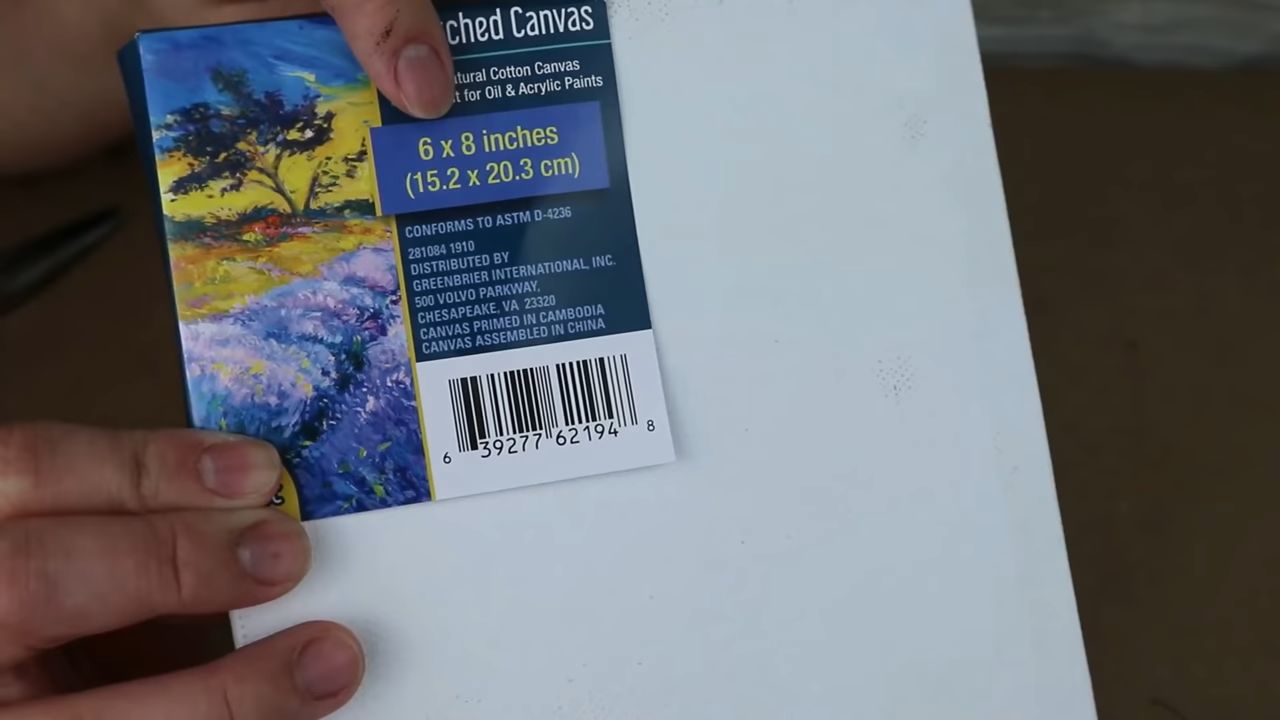 ched Canvas
tural Cotton Canvas
t for Oil & Acrylic Paints
6 x 8 inches
(15.2 x 20.3 cm)
CONFORMS TO ASTM D-4236
281084 1910
DISTRIBUTED BY
GREENBRIER INTERNATIONAL, INC.
500 VOLVO PARKWAY,
CHESAPEAKE, VA 23320
CANVAS PRIMED IN CAMBODIA
CANVAS ASSEMBLED IN CHINA
6 39277 62194 8